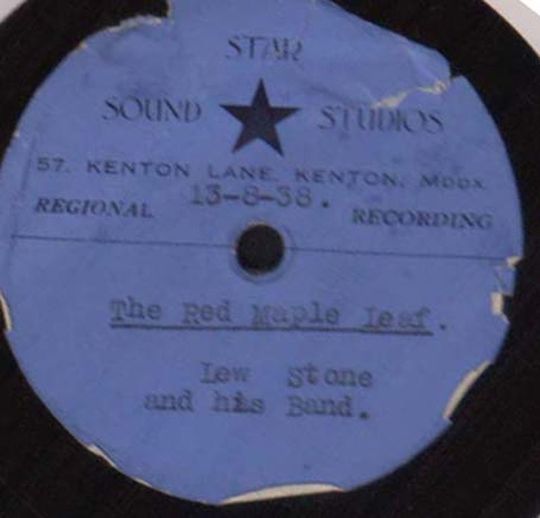 STAR
SOUND STUDIOS
57. KENTON LANE, KENTON, MDDX
13-8-38.
REGIONAL RECORDING
The Red Maple Leaf.
Lew Stone
and his Band.